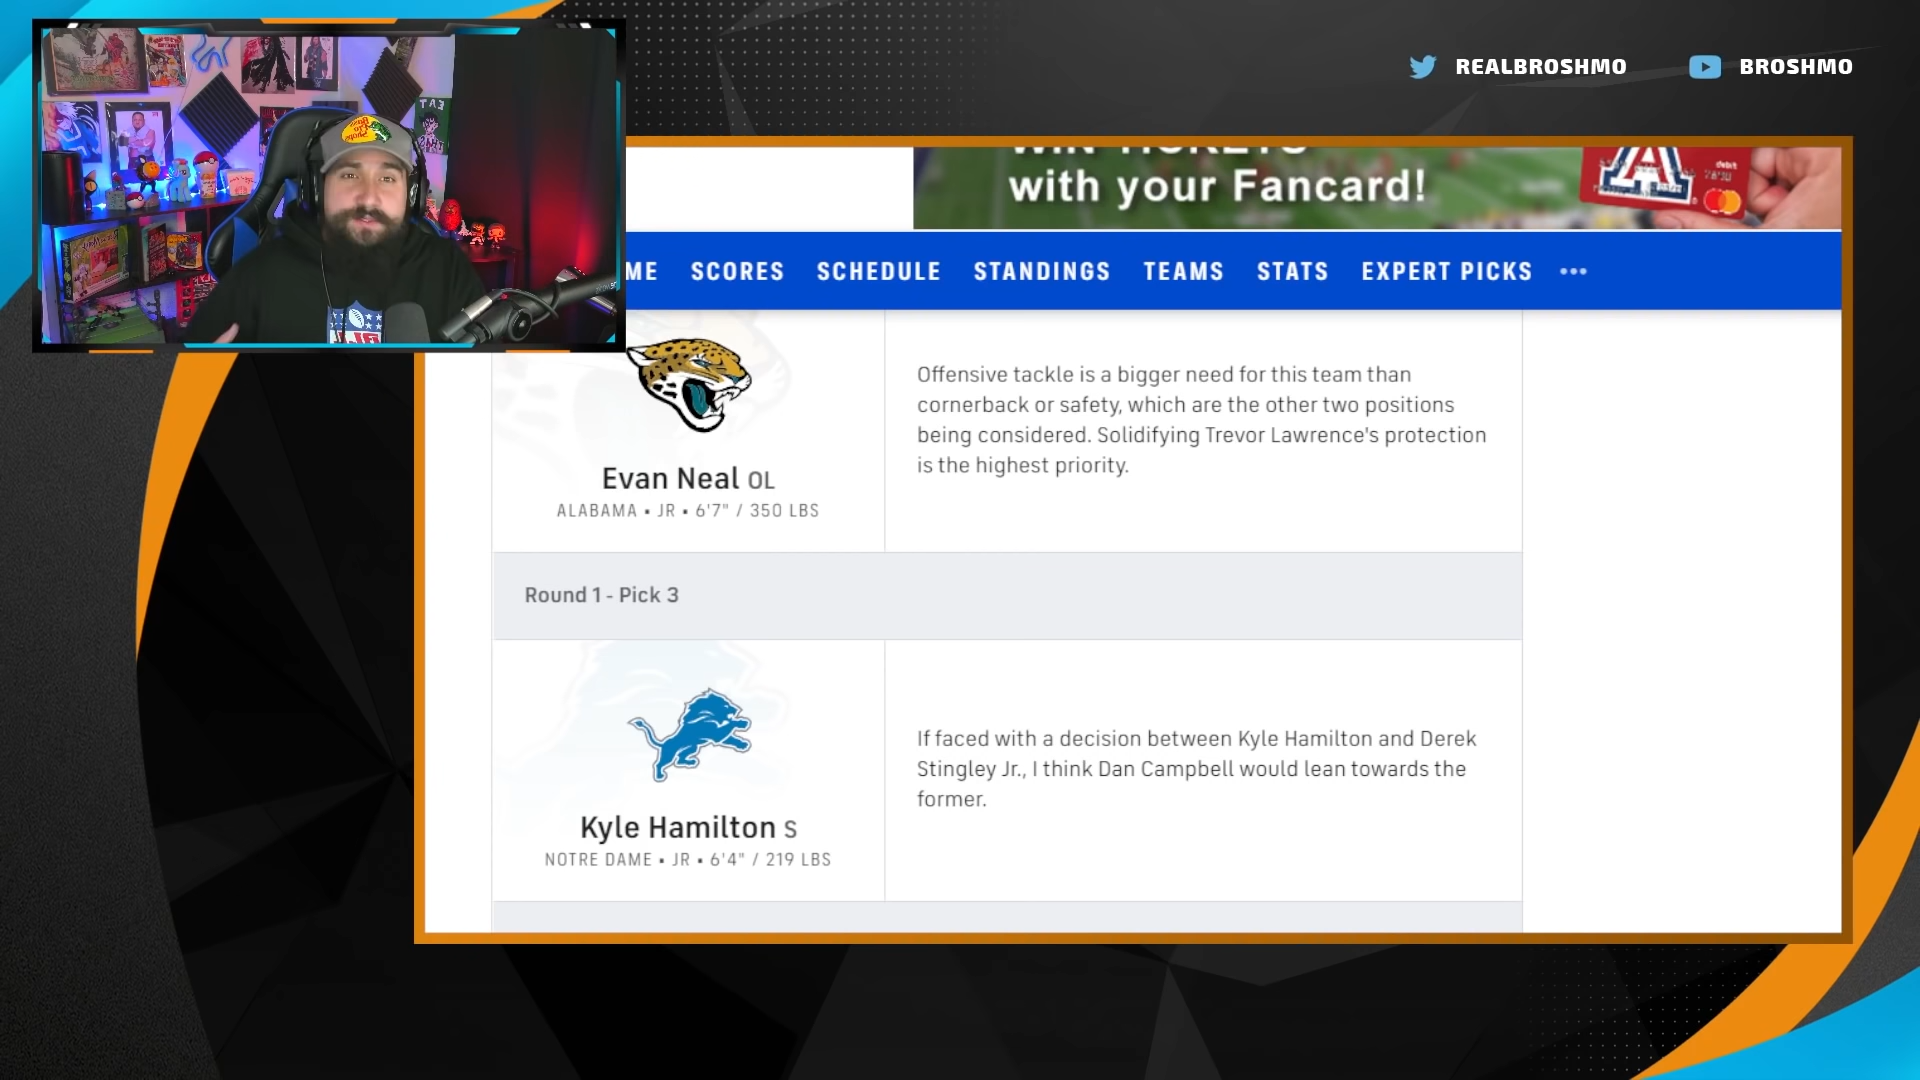 REALBROSHMO
BROSHMO
EAT
with your Fancard!
debit
ME SCORES SCHEDULE STANDINGS TEAMS STATS EXPERT PICKS •••
Offensive tackle is a bigger need for this team than
cornerback or safety, which are the other two positions
being considered. Solidifying Trevor Lawrence's protection
is the highest priority.
Evan Neal OL
ALABAMA • JR • 6'7" / 350 LBS
Round 1 - Pick 3
If faced with a decision between Kyle Hamilton and Derek
Stingley Jr., I think Dan Campbell would lean towards the
former.
Kyle Hamilton S
NOTRE DAME • JR • 6'4" / 219 LBS